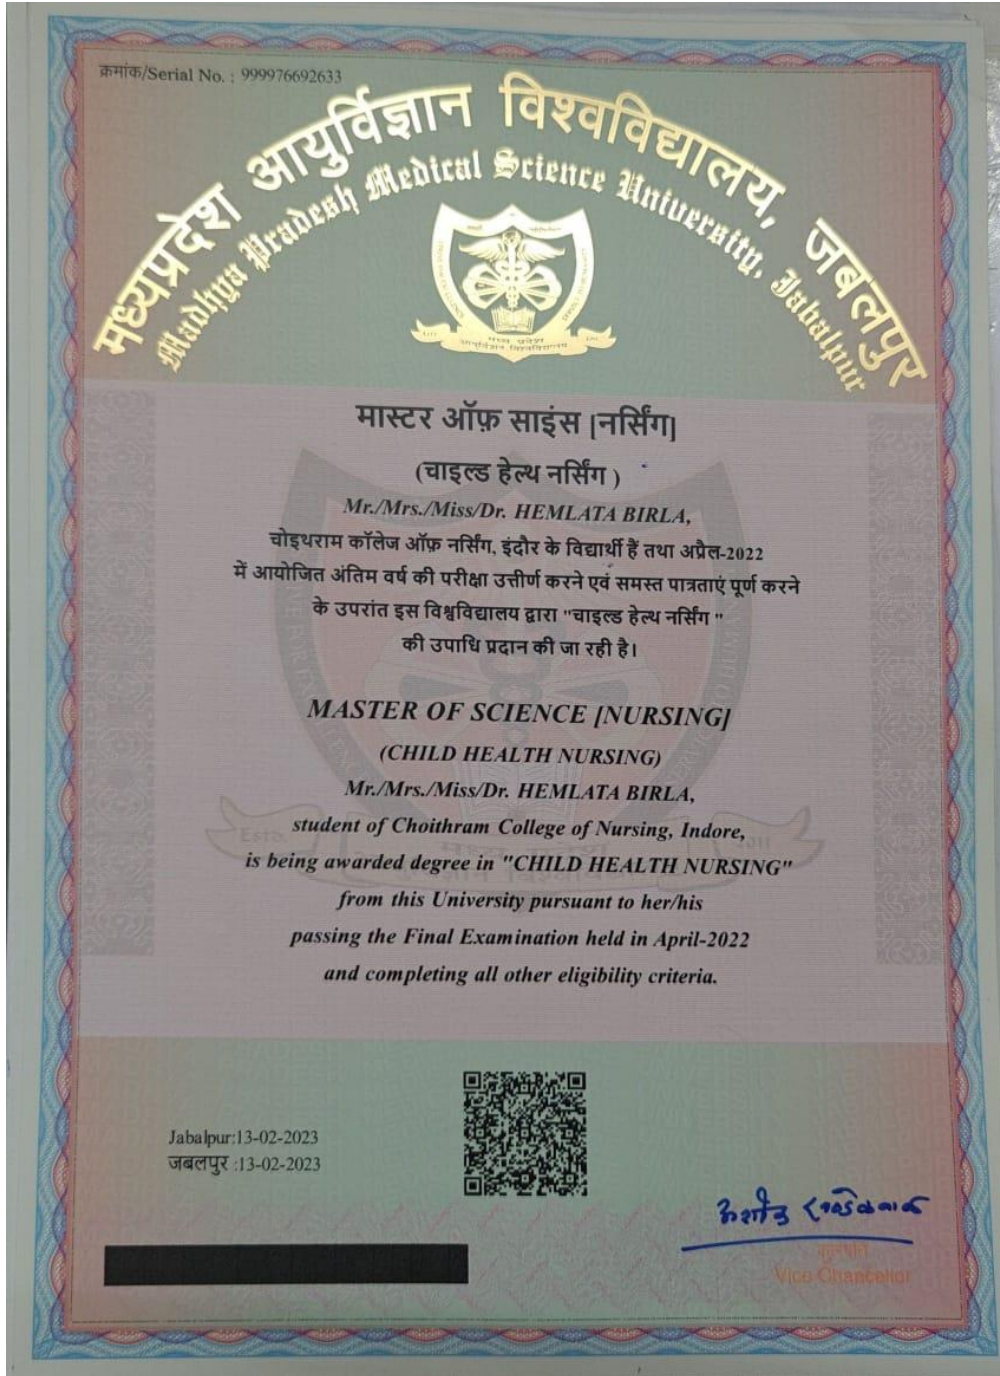 क्रमांक/Serial No. : 999976692633
मध्यप्रदेश आयुर्विज्ञान विश्वविद्यालय, जबलपुर
Madhya Pradesh Medical Science University, Jabalpur
मध्य प्रदेश
आयुर्विज्ञान विश्वविद्यालय
मास्टर ऑफ़ साइंस [नर्सिंग]
(चाइल्ड हेल्थ नर्सिंग )
Mr./Mrs./Miss/Dr. HEMLATA BIRLA,
चोइथराम कॉलेज ऑफ़ नर्सिंग, इंदौर के विद्यार्थी हैं तथा अप्रैल-2022
में आयोजित अंतिम वर्ष की परीक्षा उत्तीर्ण करने एवं समस्त पात्रताएं पूर्ण करने
के उपरांत इस विश्वविद्यालय द्वारा "चाइल्ड हेल्थ नर्सिंग "
की उपाधि प्रदान की जा रही है।
MASTER OF SCIENCE [NURSING]
(CHILD HEALTH NURSING)
Mr./Mrs./Miss/Dr. HEMLATA BIRLA,
student of Choithram College of Nursing, Indore,
is being awarded degree in "CHILD HEALTH NURSING"
from this University pursuant to her/his
passing the Final Examination held in April-2022
and completing all other eligibility criteria.
Jabalpur:13-02-2023
जबलपुर :13-02-2023
कुलपति
Vice Chancellor